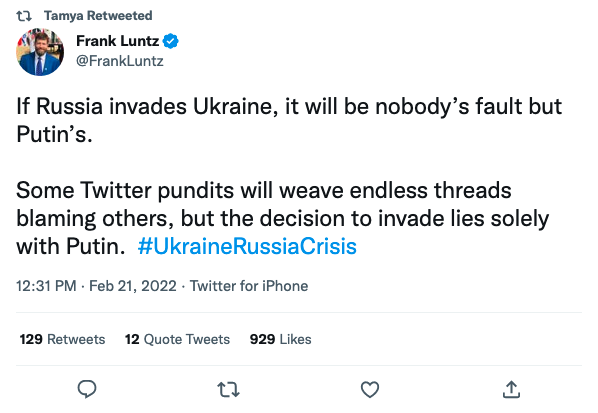 Tamya Retweeted
Frank Luntz
@FrankLuntz
If Russia invades Ukraine, it will be nobody’s fault but
Putin’s.
Some Twitter pundits will weave endless threads
blaming others, but the decision to invade lies solely
with Putin.  #UkraineRussiaCrisis
12:31 PM · Feb 21, 2022 · Twitter for iPhone
129 Retweets 12 Quote Tweets 929 Likes